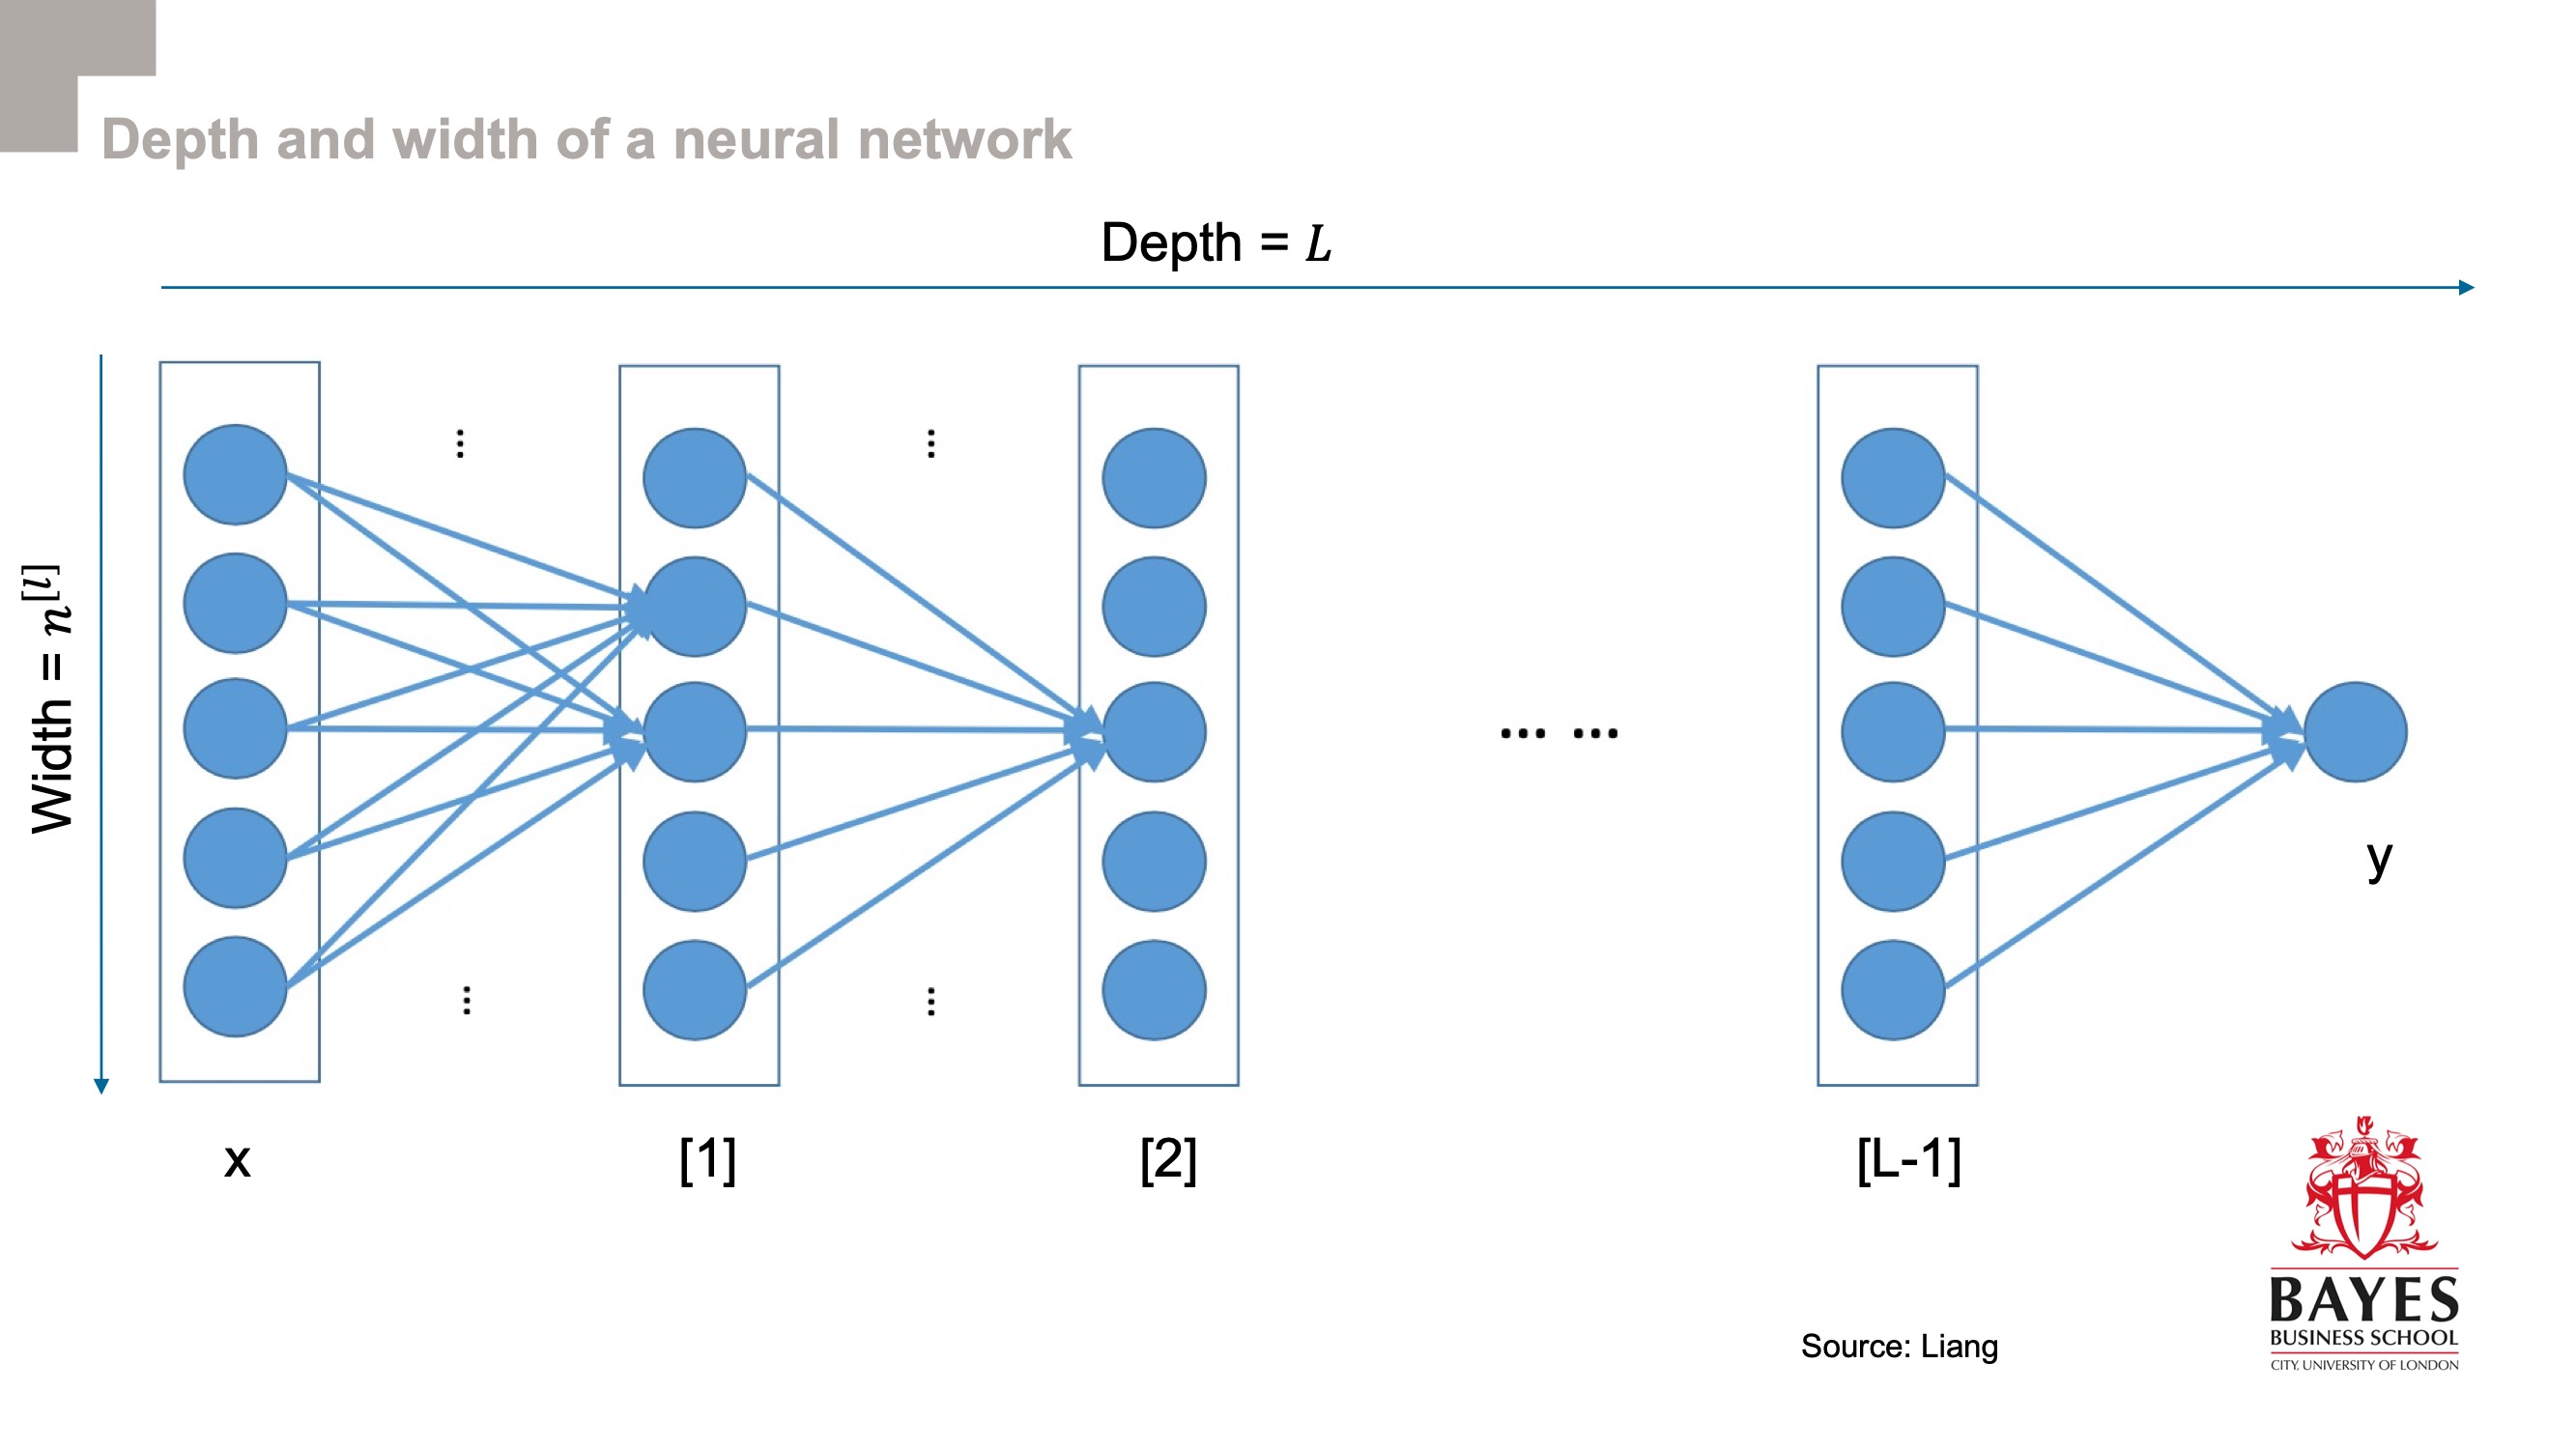 Depth and width of a neural network
Depth = L
Width = n^[l]
⋮ ⋮
... ...
y
⋮ ⋮
x [1] [2] [L-1]
Source: Liang
BAYES
BUSINESS SCHOOL
CITY, UNIVERSITY OF LONDON